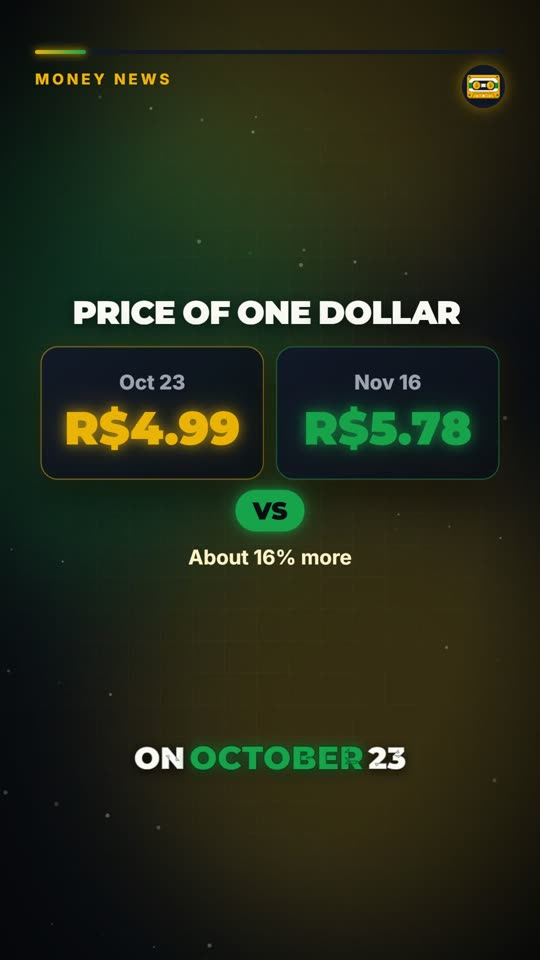 MONEY NEWS
PRICE OF ONE DOLLAR
Oct 23
R$4.99
Nov 16
R$5.78
VS
About 16% more
ON OCTOBER 23